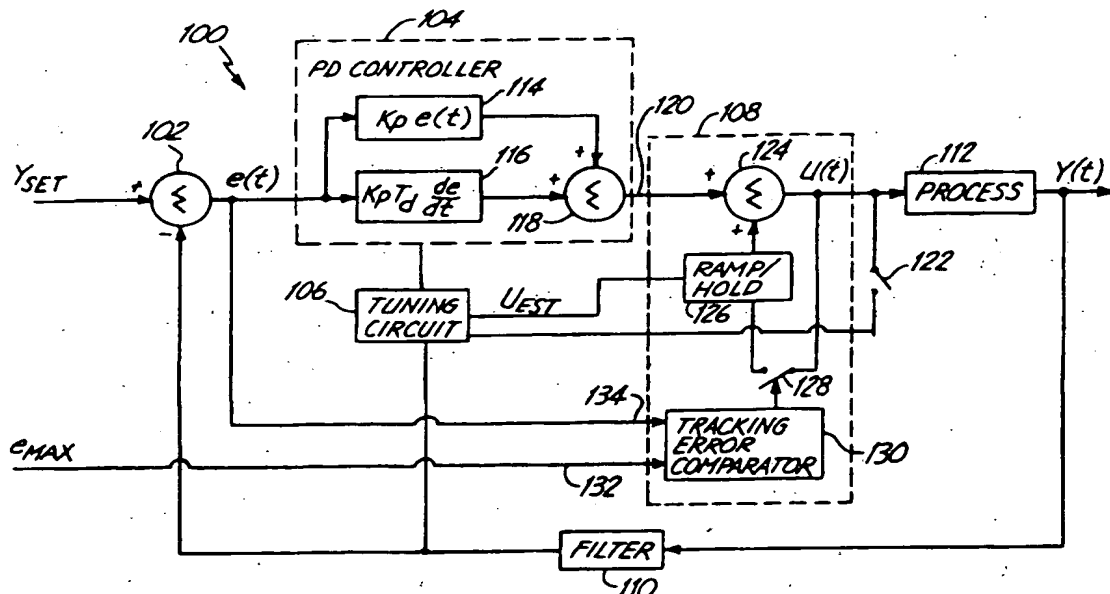 100
104
PD CONTROLLER
114
Kp e(t)
120
108
102
116
124
U(t)
112
Y(t)
YSET
+
e(t)
KpTd de/dt
+
+
+
PROCESS
Σ
Σ
Σ
-
118
+
122
106
TUNING
CIRCUIT
UEST
RAMP/
HOLD
126
128
134
TRACKING
ERROR
COMPARATOR
130
eMAX
132
FILTER
110